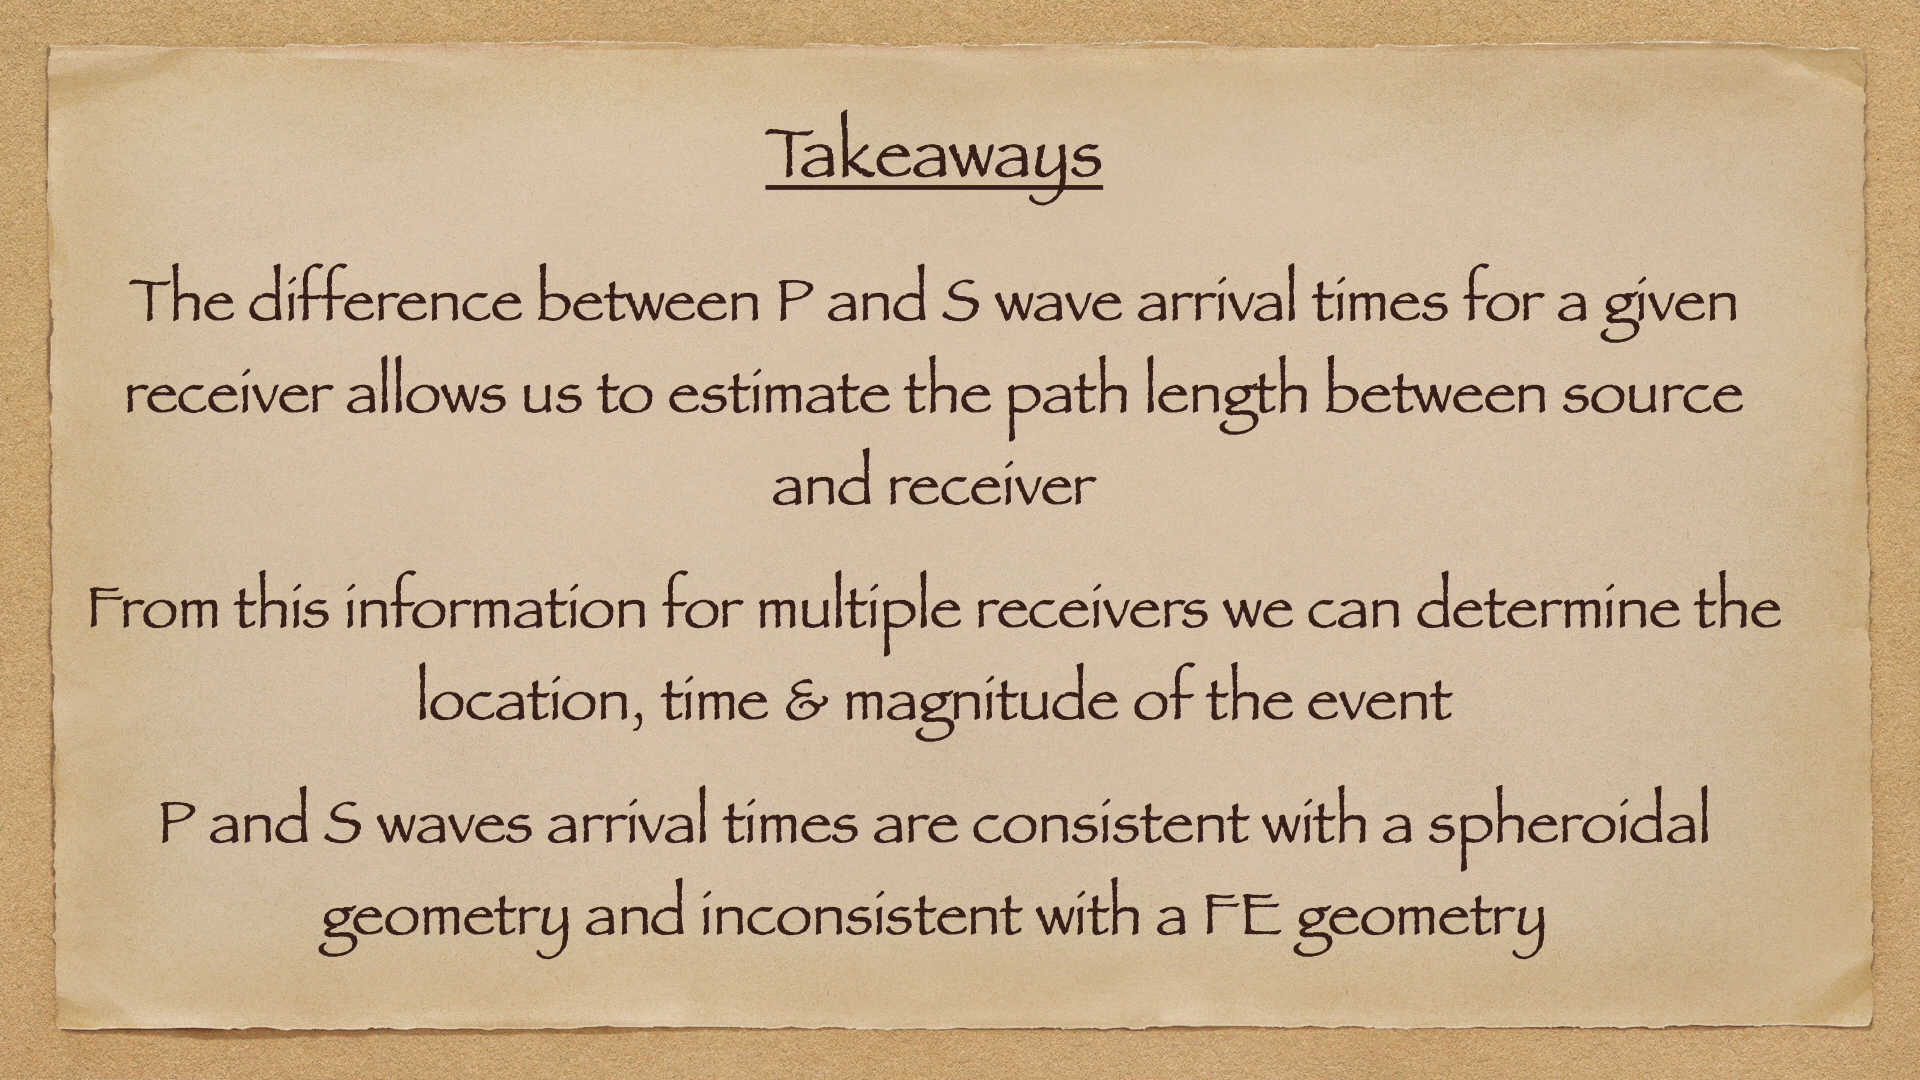 Takeaways
The difference between P and S wave arrival times for a given
receiver allows us to estimate the path length between source
and receiver
From this information for multiple receivers we can determine the
location, time & magnitude of the event
P and S waves arrival times are consistent with a spheroidal
geometry and inconsistent with a FE geometry